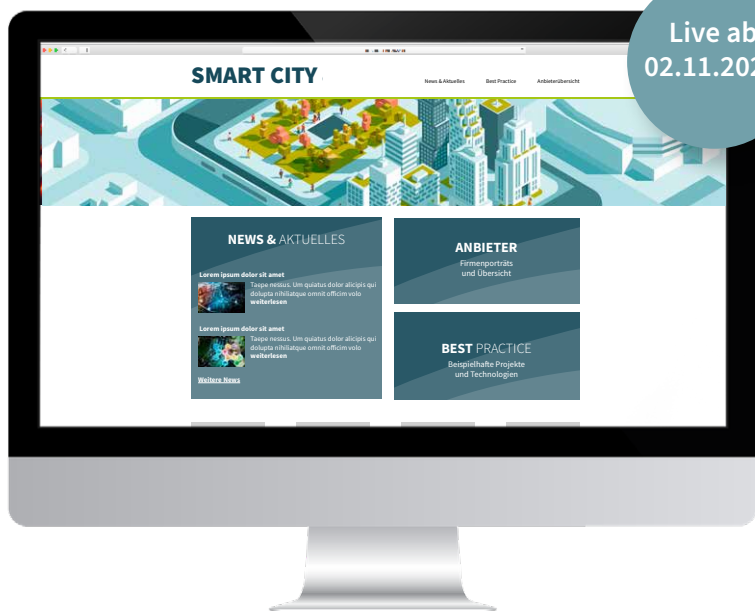 Live ab
SMART CITY
News & Aktuelles Best Practice Anbieterübersicht
NEWS & AKTUELLES
Lorem ipsum dolor sit amet
Taepe nessus. Um quiatus dolor alicipis qui
dolupta nihiliatque omnit officim volo
weiterlesen
Lorem ipsum dolor sit amet
Taepe nessus. Um quiatus dolor alicipis qui
dolupta nihiliatque omnit officim volo
weiterlesen
Weitere News
ANBIETER
Firmenporträts
und Übersicht
BEST PRACTICE
Beispielhafte Projekte
und Technologien